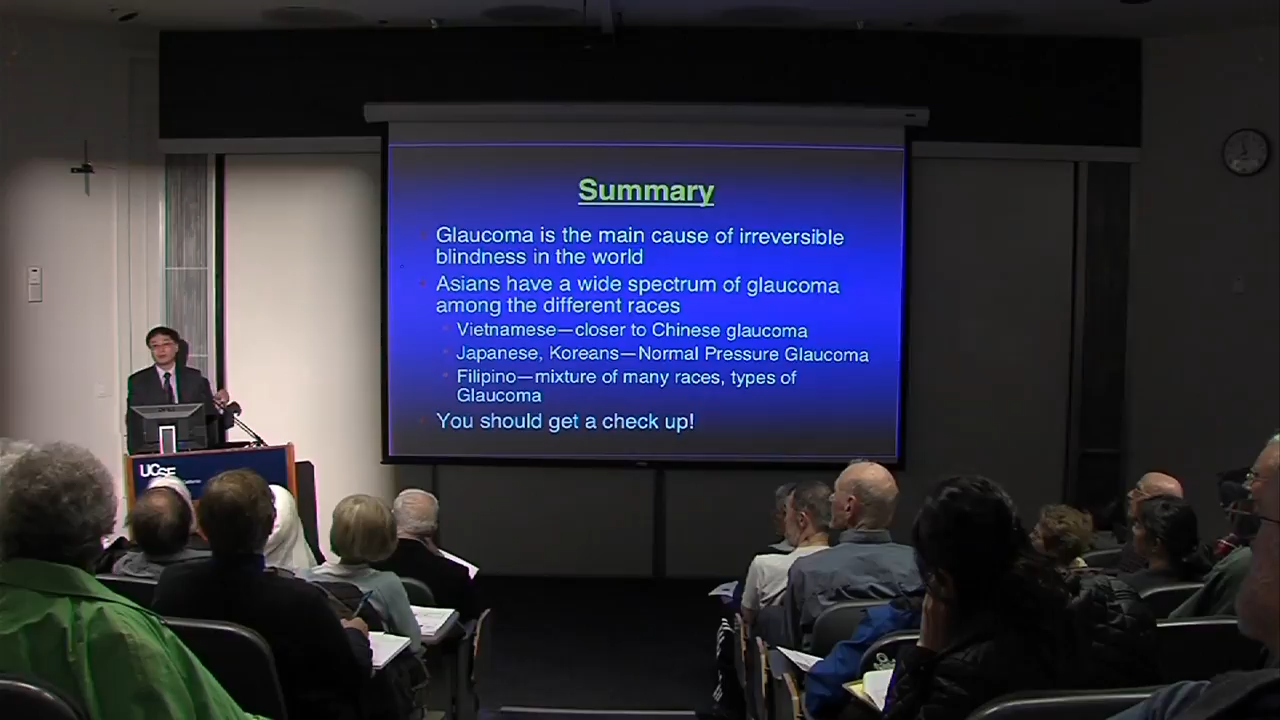 Summary
Glaucoma is the main cause of irreversible
blindness in the world
Asians have a wide spectrum of glaucoma
among the different races
Vietnamese—closer to Chinese glaucoma
Japanese, Koreans—Normal Pressure Glaucoma
Filipino—mixture of many races, types of
Glaucoma
You should get a check up!
UCSF